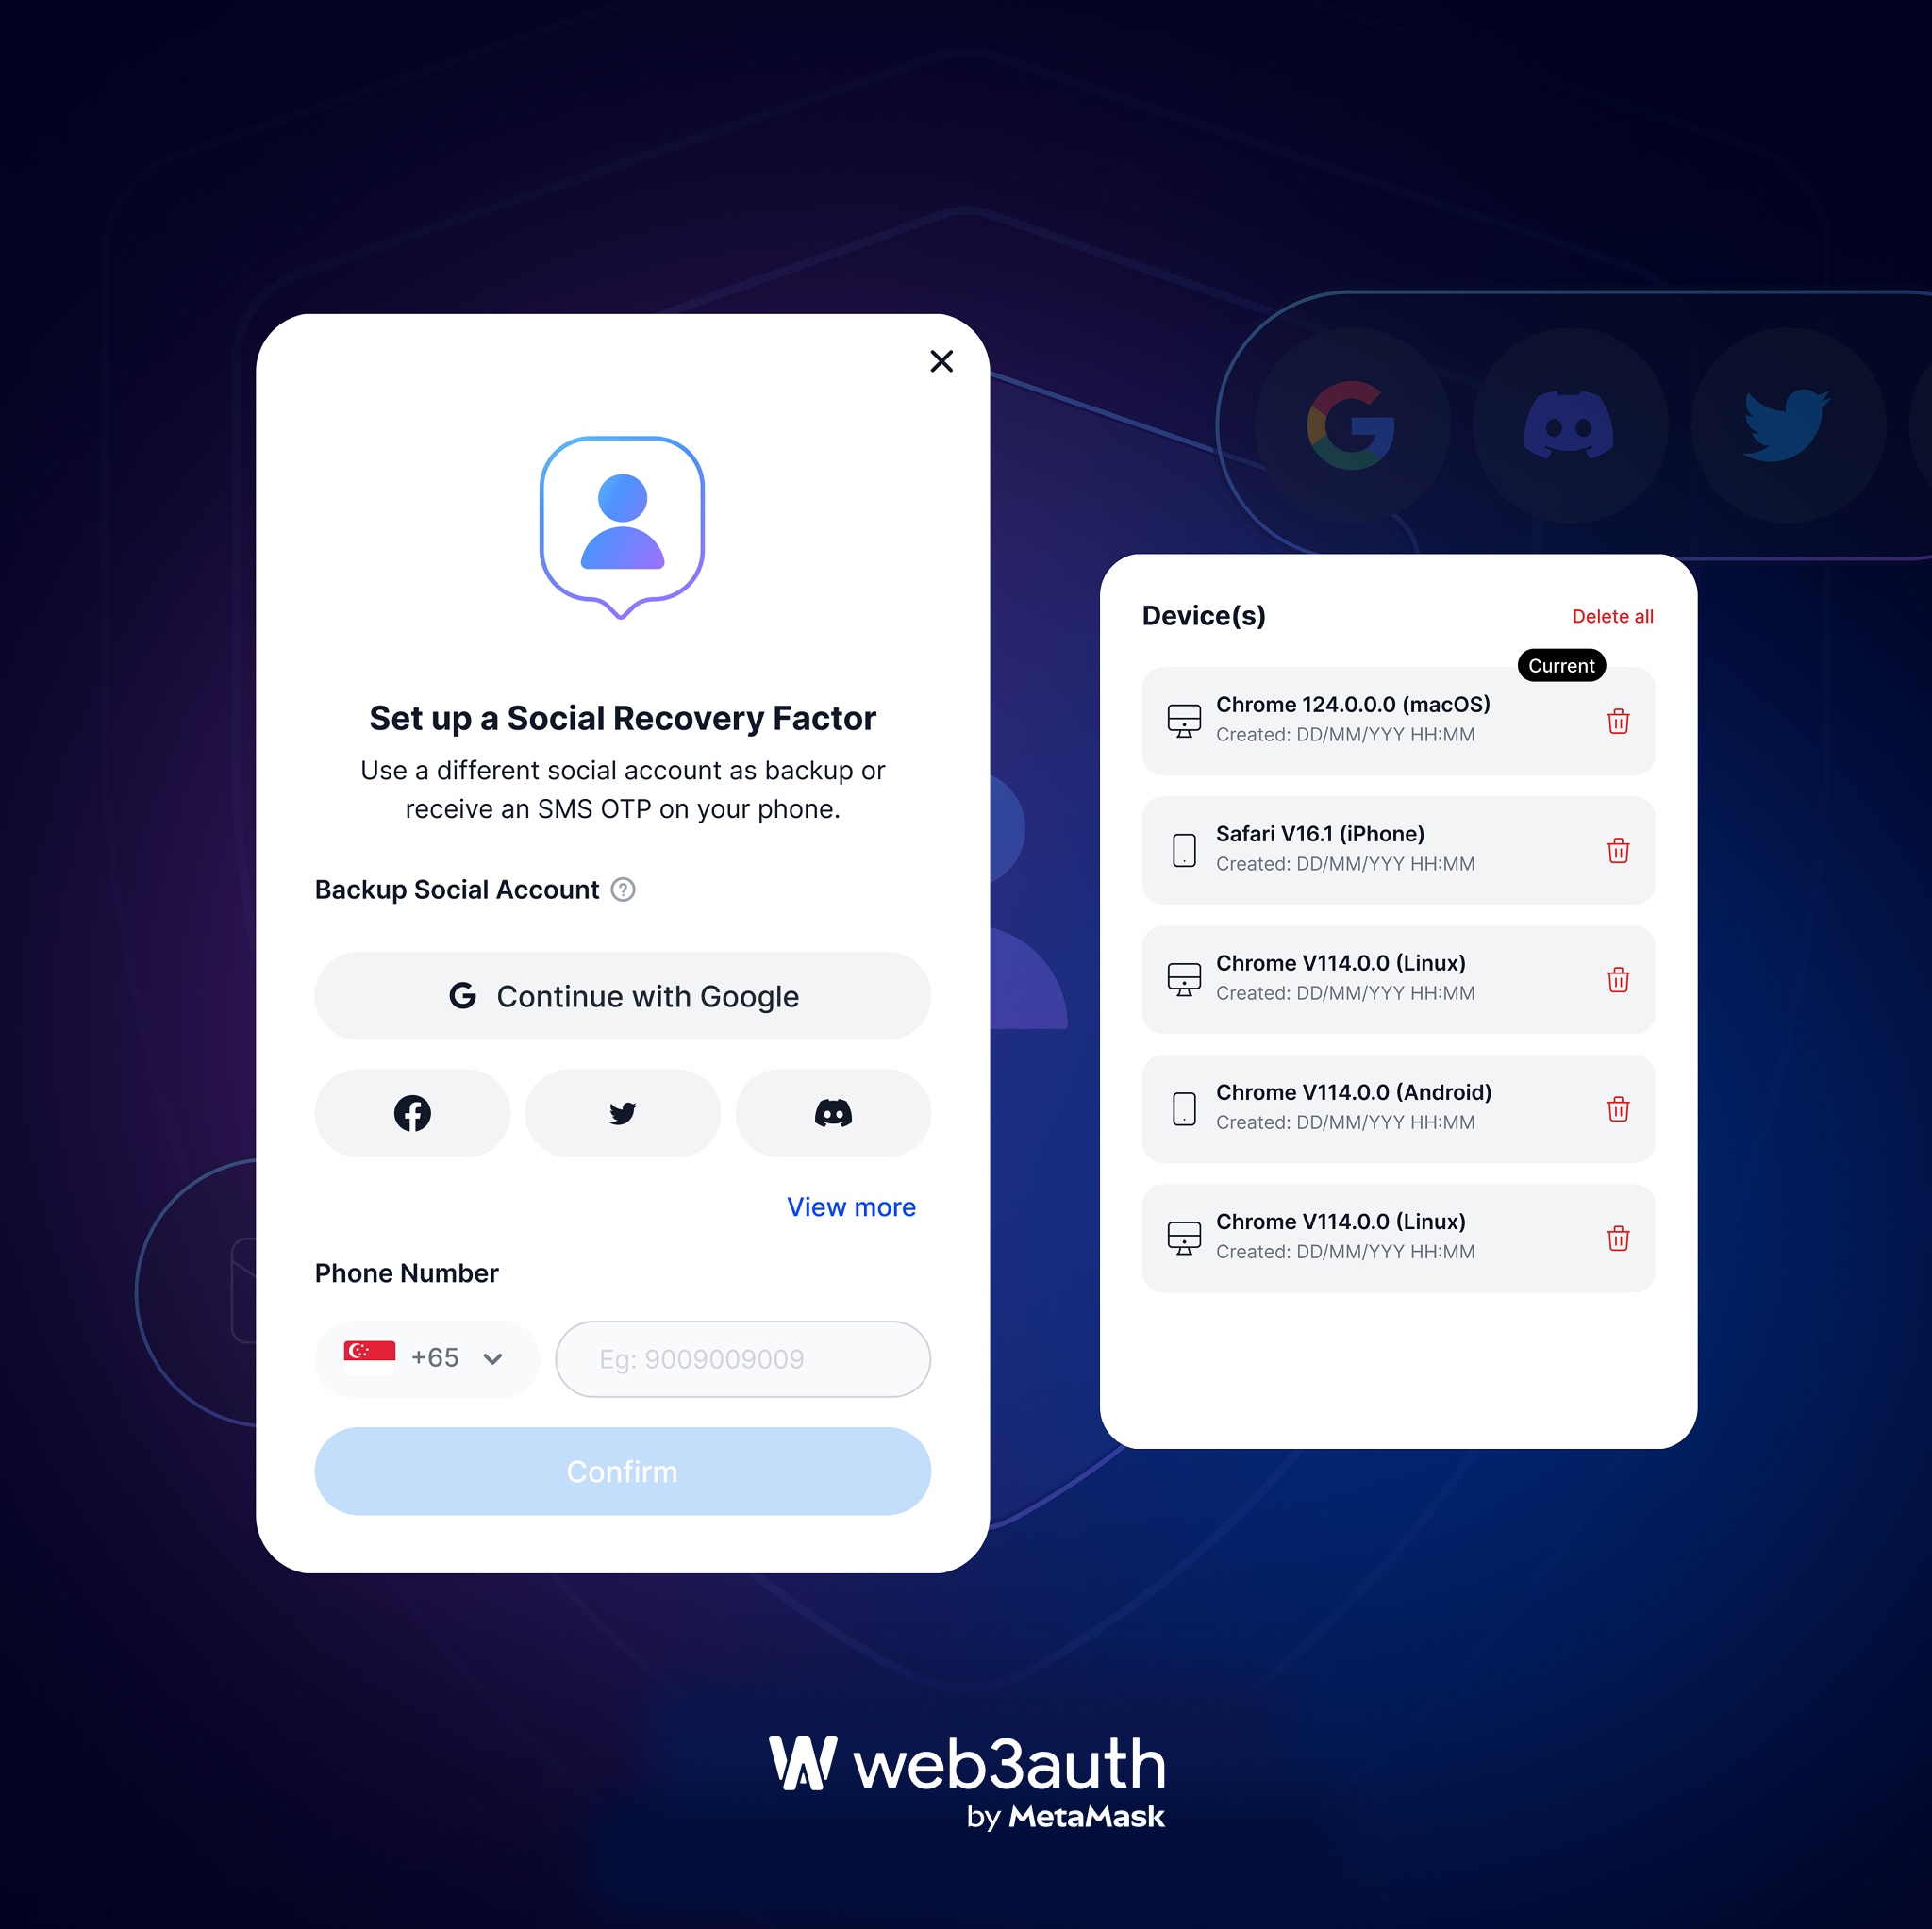 Set up a Social Recovery Factor
Use a different social account as backup or
receive an SMS OTP on your phone.
Backup Social Account ?
Continue with Google
View more
Phone Number
+65
Eg: 9009009009
Confirm
Device(s)
Delete all
Current
Chrome 124.0.0.0 (macOS)
Created: DD/MM/YYY HH:MM
Safari V16.1 (iPhone)
Created: DD/MM/YYY HH:MM
Chrome V114.0.0 (Linux)
Created: DD/MM/YYY HH:MM
Chrome V114.0.0 (Android)
Created: DD/MM/YYY HH:MM
Chrome V114.0.0 (Linux)
Created: DD/MM/YYY HH:MM
web3auth
by MetaMask